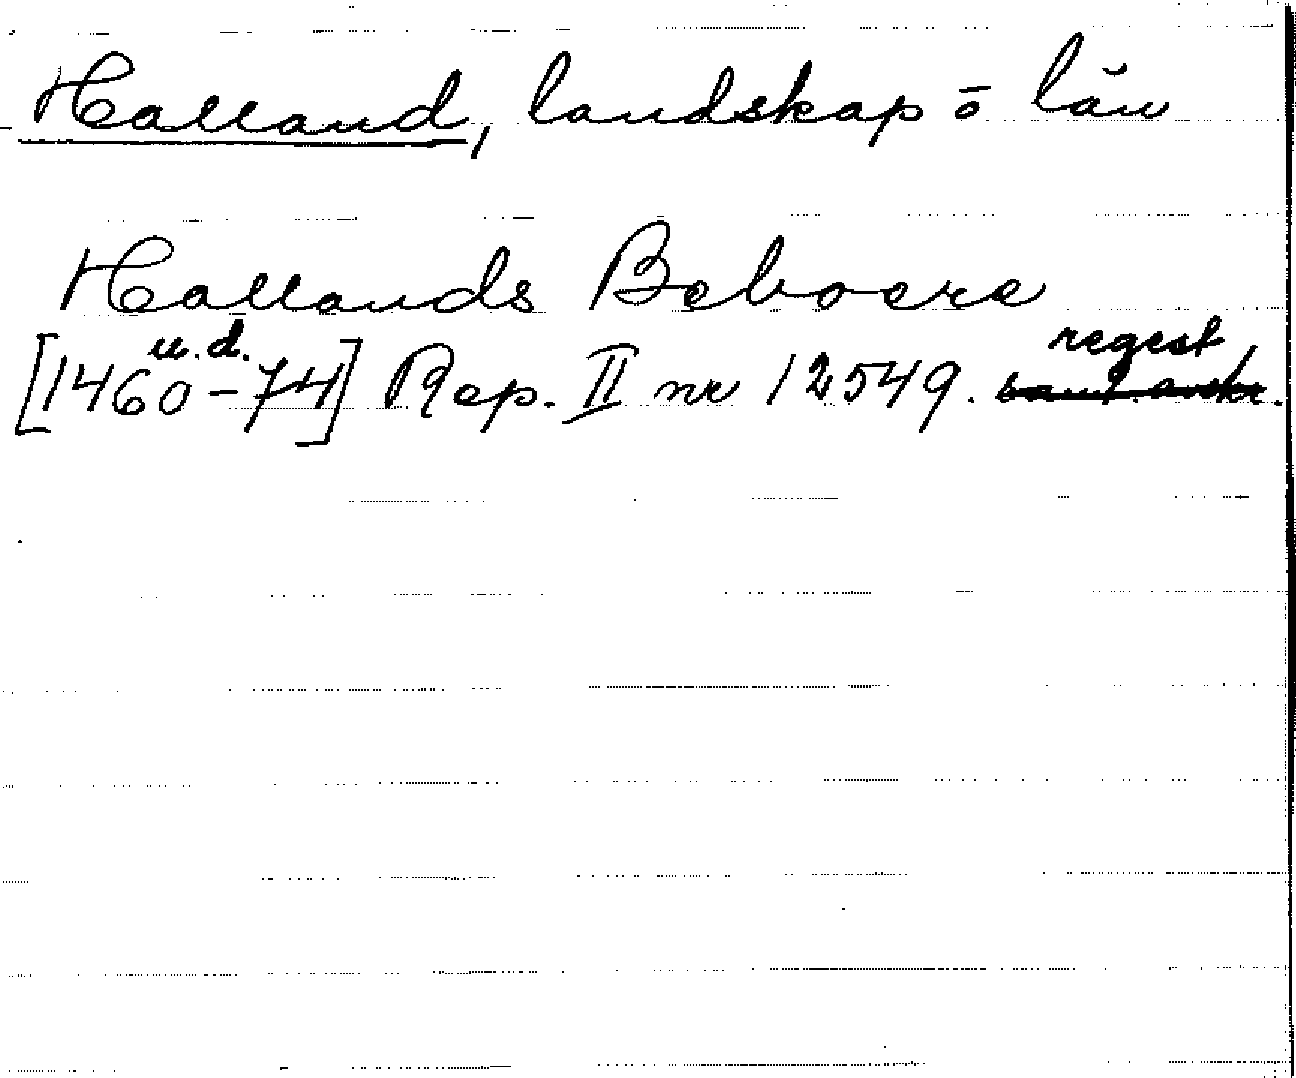 Halland, landskap o län
Hallands Beboere
u.d. regest
[1460-74] Rep. II nr 12549.